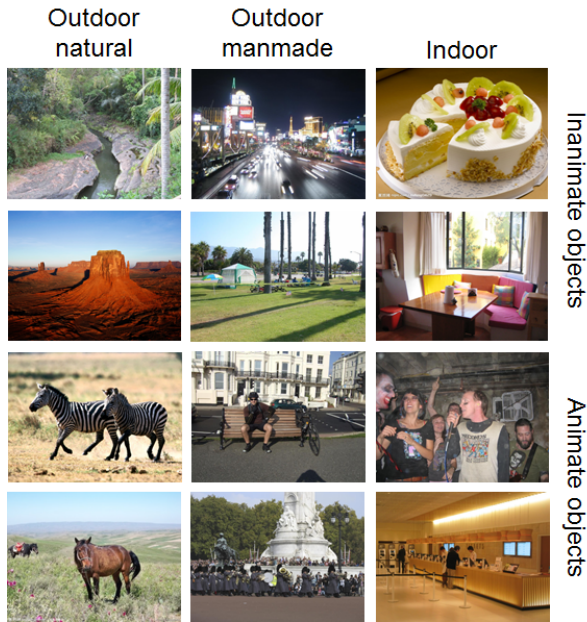 Outdoor
natural
Outdoor
manmade
Indoor
Inanimate objects
Animate objects